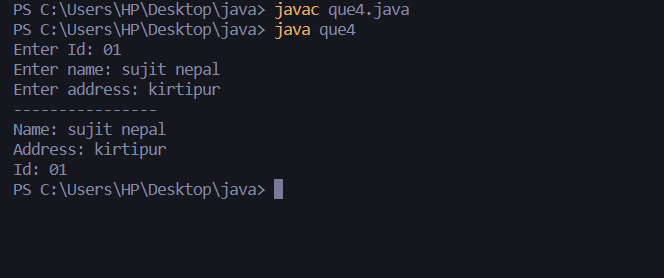 PS C:\Users\HP\Desktop\java> javac que4.java
PS C:\Users\HP\Desktop\java> java que4
Enter Id: 01
Enter name: sujit nepal
Enter address: kirtipur
----------------
Name: sujit nepal
Address: kirtipur
Id: 01
PS C:\Users\HP\Desktop\java>